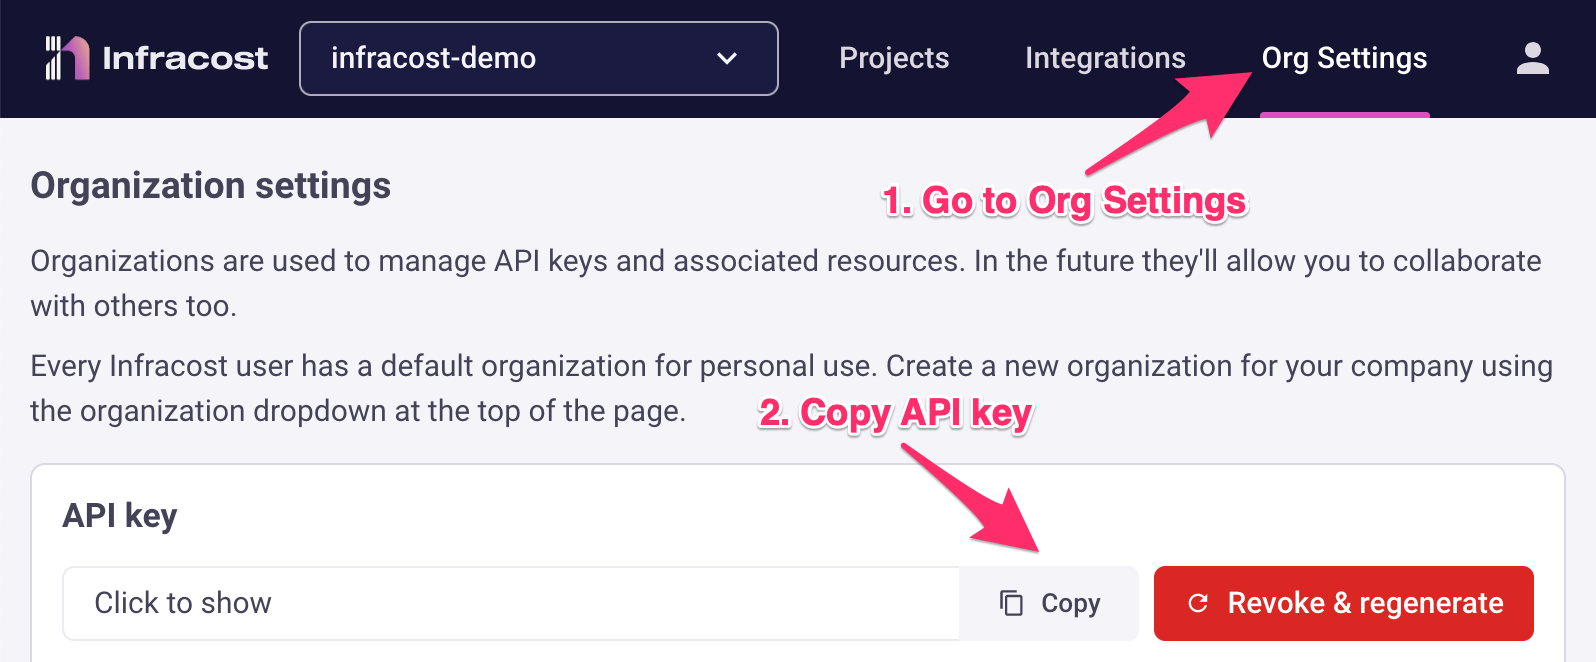 Infracost
infracost-demo
Projects
Integrations
Org Settings
Organization settings
1. Go to Org Settings
Organizations are used to manage API keys and associated resources. In the future they'll allow you to collaborate
with others too.
Every Infracost user has a default organization for personal use. Create a new organization for your company using
the organization dropdown at the top of the page.
2. Copy API key
API key
Click to show
Copy
Revoke & regenerate